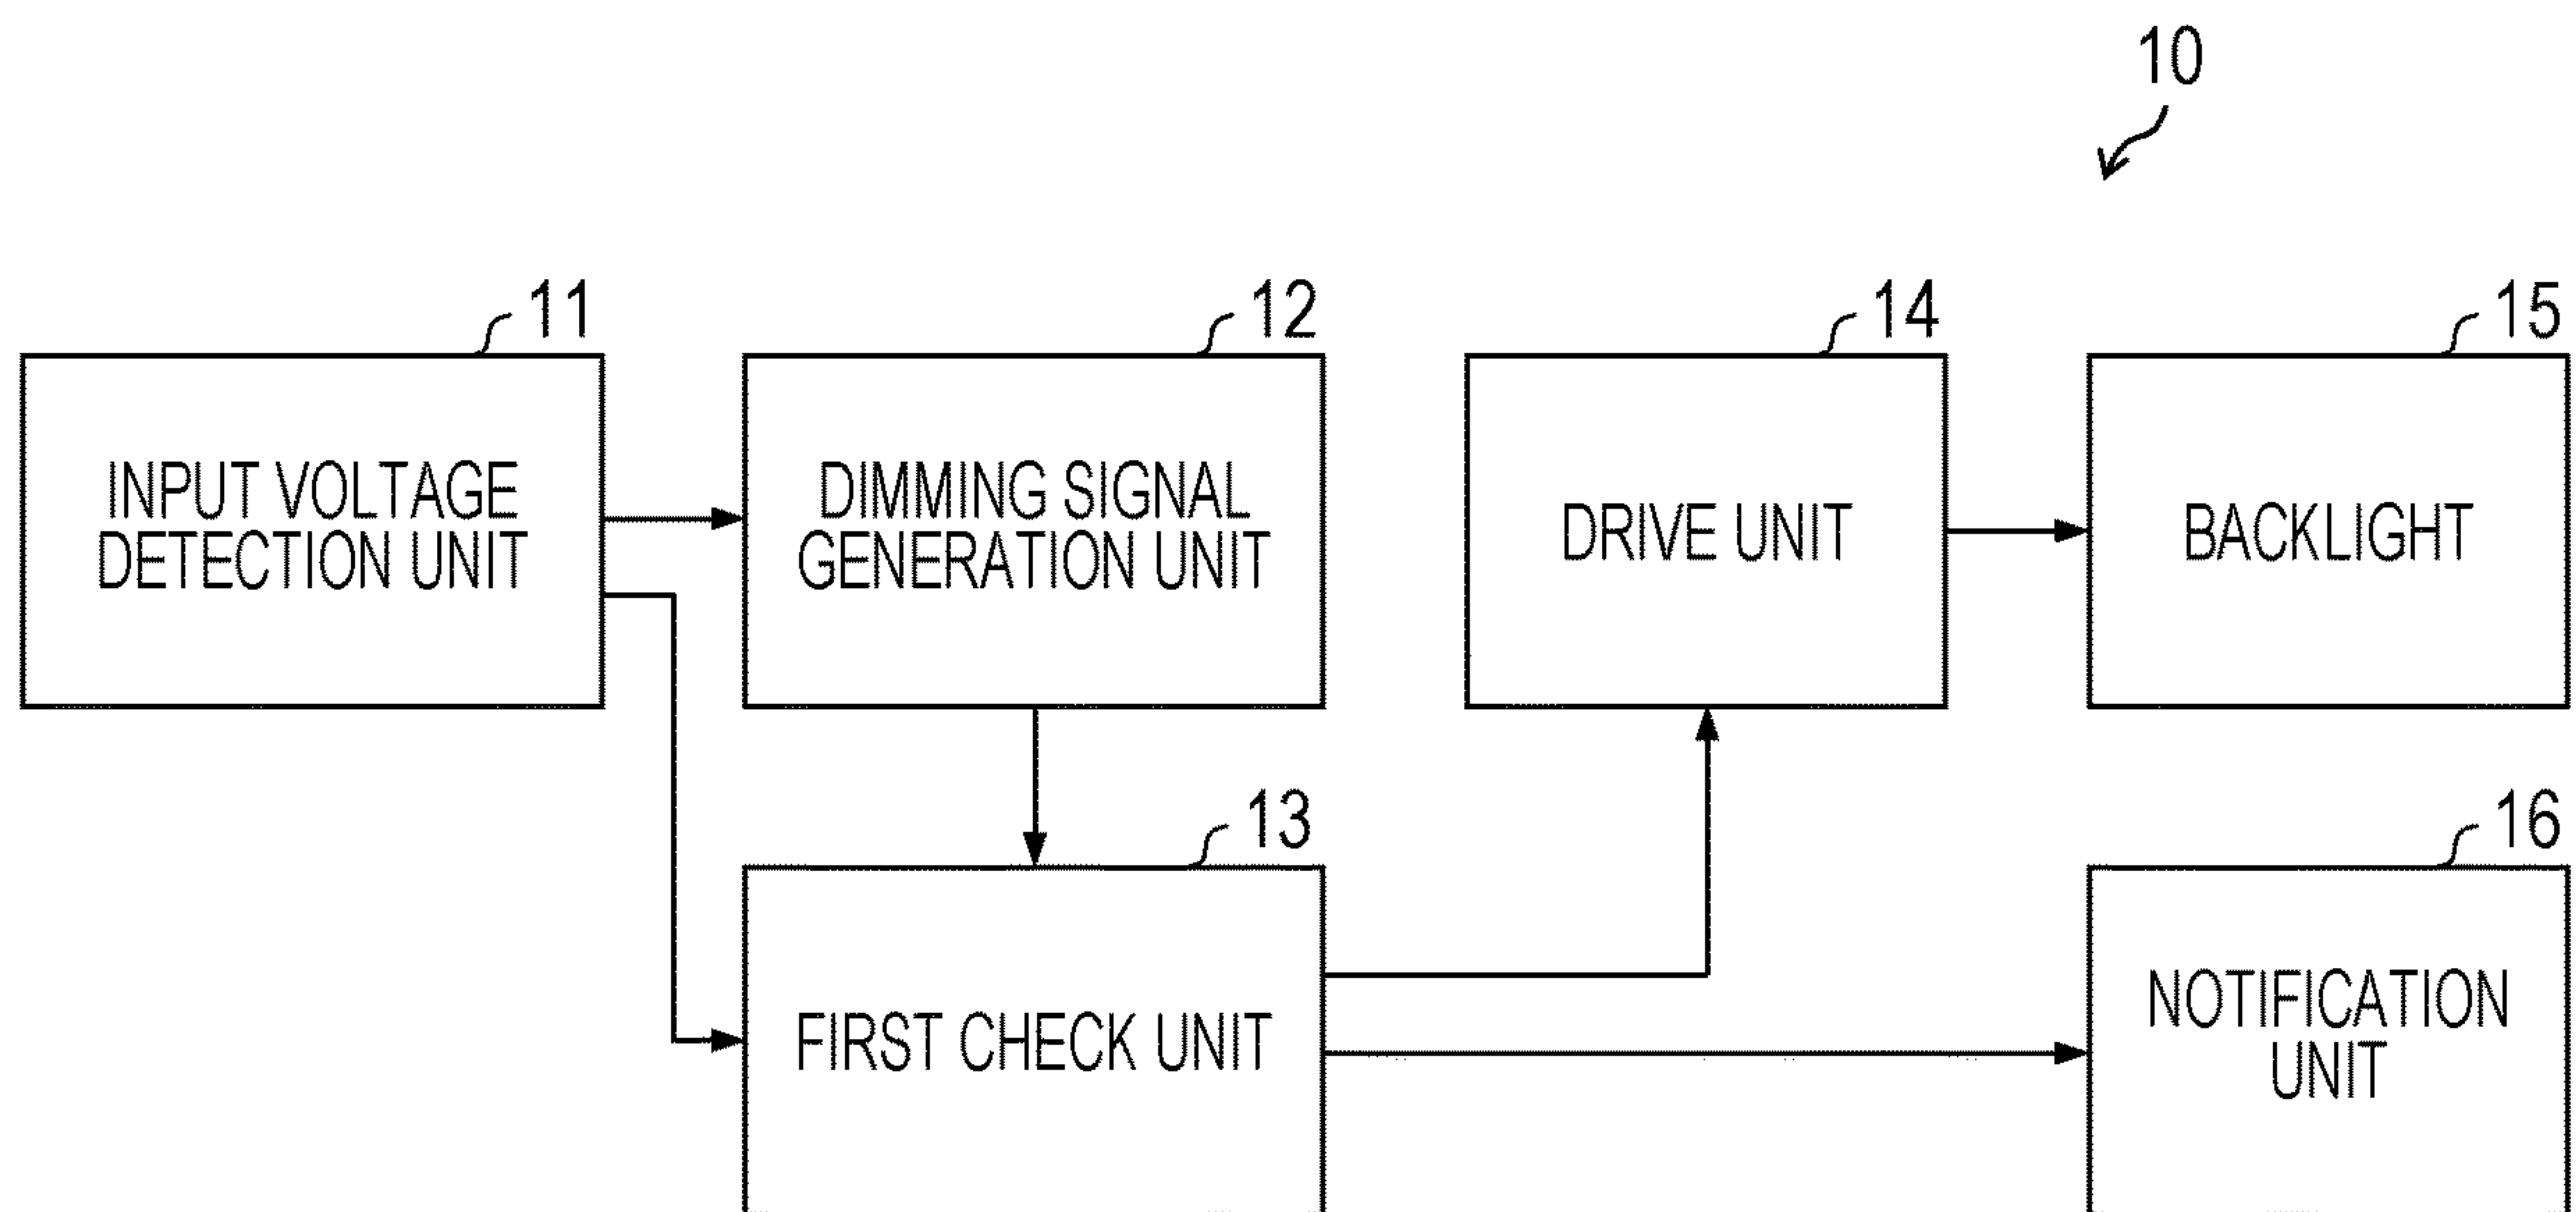 10
11
INPUT VOLTAGE
DETECTION UNIT
12
DIMMING SIGNAL
GENERATION UNIT
14
DRIVE UNIT
15
BACKLIGHT
13
FIRST CHECK UNIT
16
NOTIFICATION
UNIT